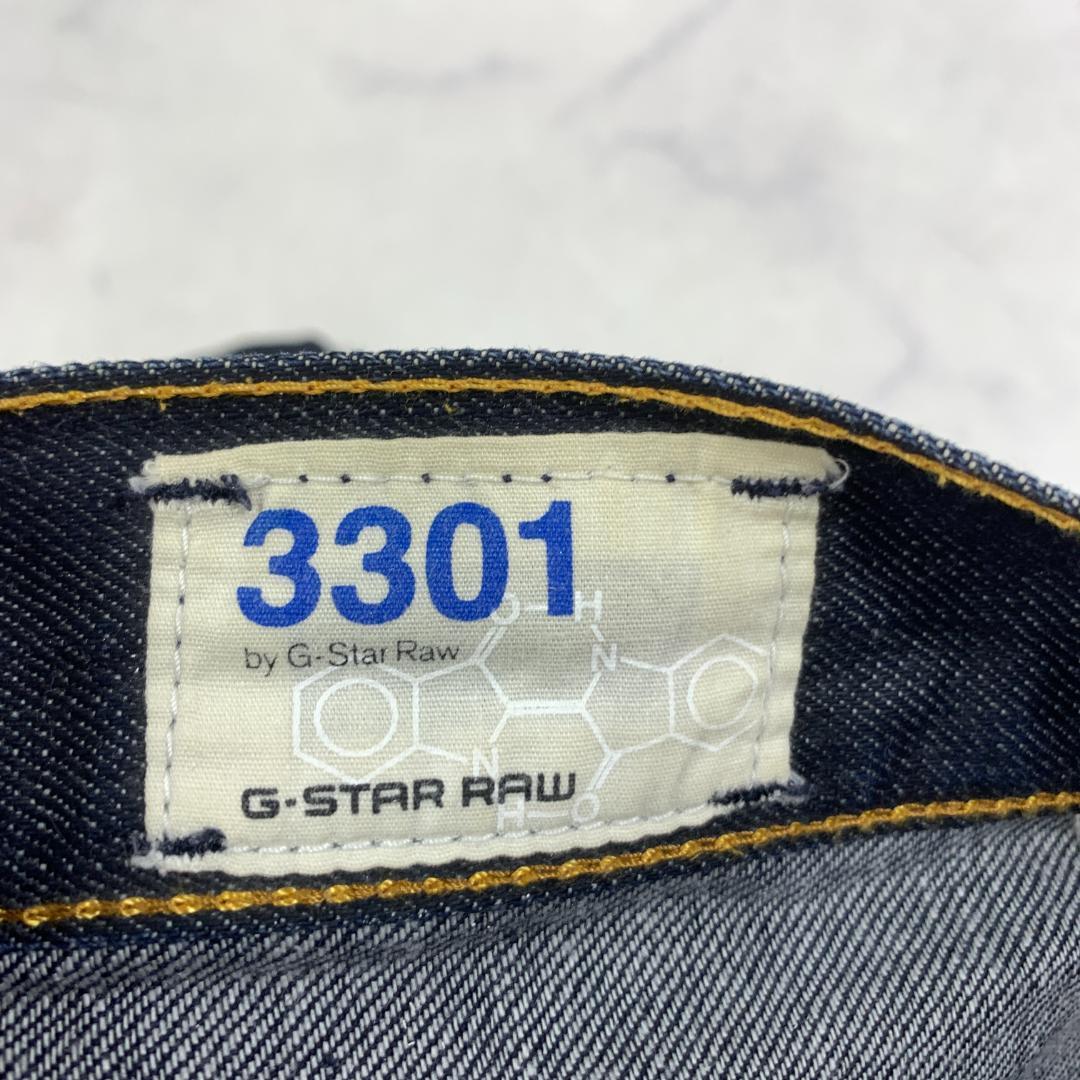 3301
by G-Star Raw
O H
N
N
G-STAR RAW
H O